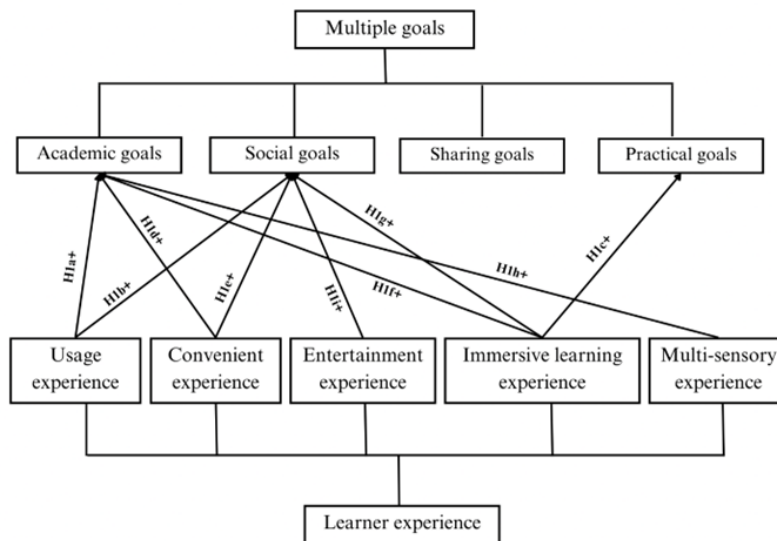 Multiple goals
Academic goals
Social goals
Sharing goals
Practical goals
H1a+
H1b+
H1d+
H1e+
H1i+
H1f+
H1g+
H1h+
H1c+
Usage
experience
Convenient
experience
Entertainment
experience
Immersive learning
experience
Multi-sensory
experience
Learner experience